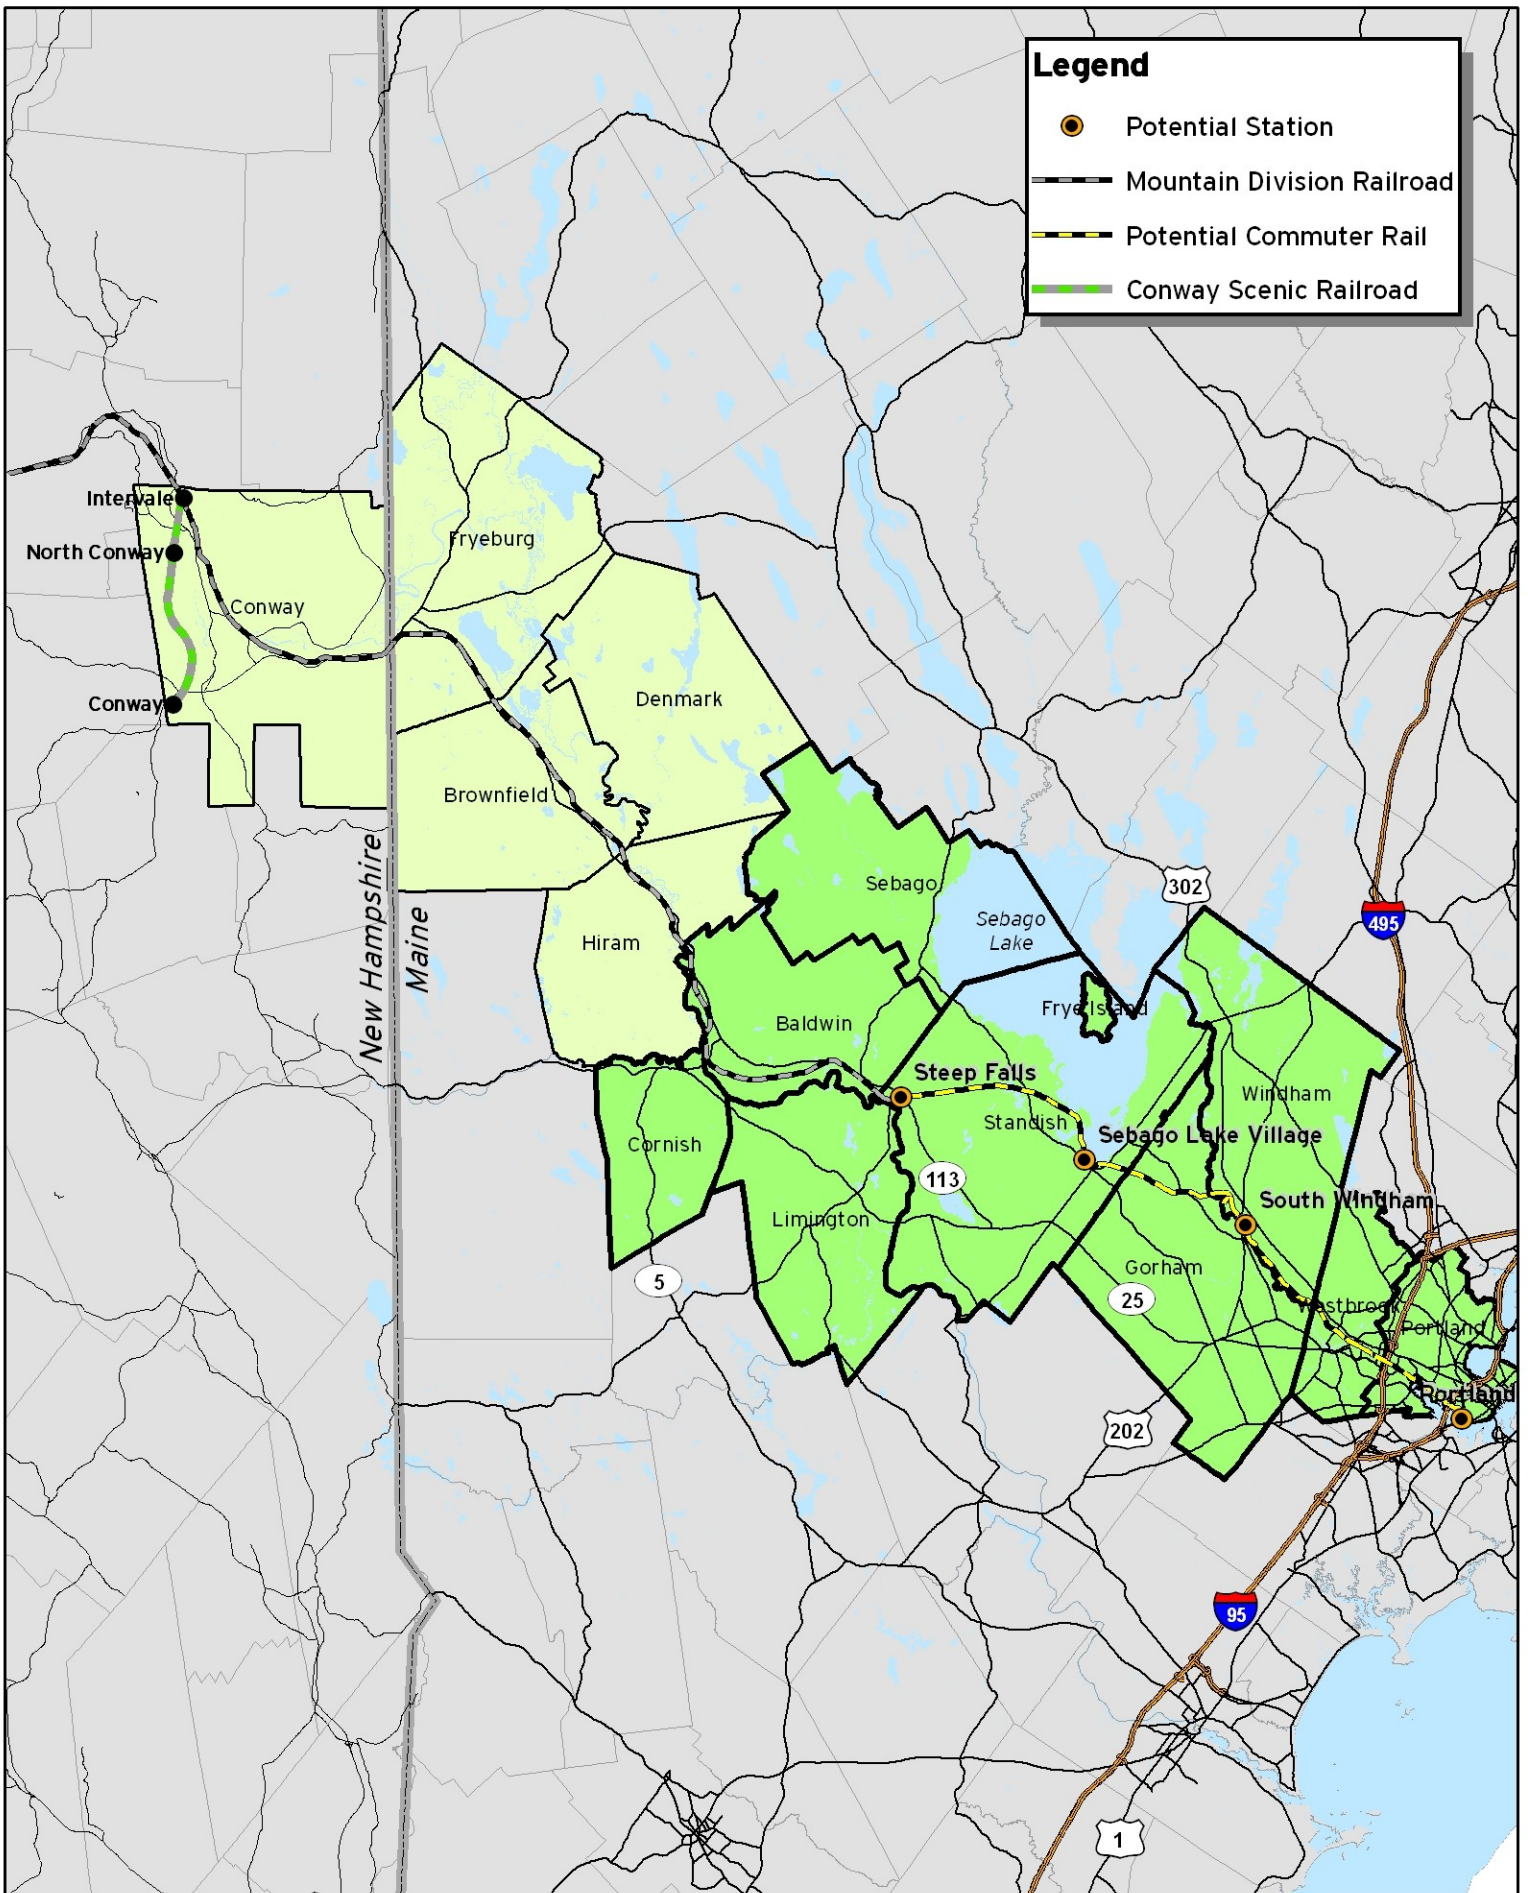 Legend
Potential Station
Mountain Division Railroad
Potential Commuter Rail
Conway Scenic Railroad
Intervale
North Conway
Conway
Conway
Fryeburg
Denmark
Brownfield
New Hampshire
Maine
Hiram
Sebago
Sebago
Lake
302
495
Frye Island
Baldwin
Steep Falls
Standish
Windham
Sebago Lake Village
Cornish
113
Limington
South Windham
Gorham
5
25
Westbrook
Portland
Portland
202
95
1